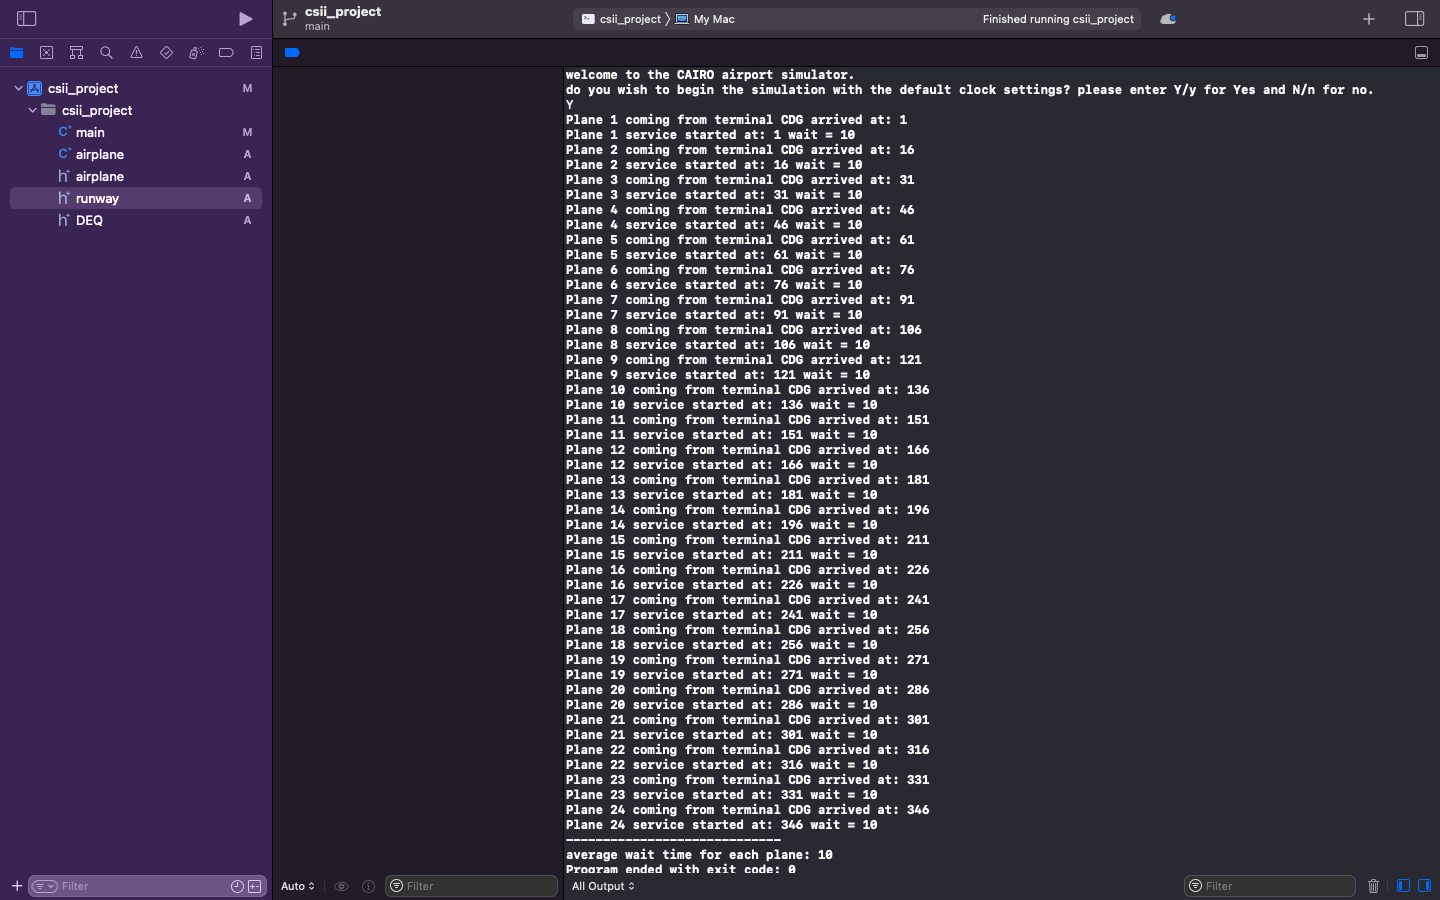 csii_project
main
csii_project
My Mac
Finished running csii_project
csii_project M
csii_project
main M
airplane A
airplane A
runway A
DEQ A
welcome to the CAIRO airport simulator.
do you wish to begin the simulation with the default clock settings? please enter Y/y for Yes and N/n for no.
Y
Plane 1 coming from terminal CDG arrived at: 1
Plane 1 service started at: 1 wait = 10
Plane 2 coming from terminal CDG arrived at: 16
Plane 2 service started at: 16 wait = 10
Plane 3 coming from terminal CDG arrived at: 31
Plane 3 service started at: 31 wait = 10
Plane 4 coming from terminal CDG arrived at: 46
Plane 4 service started at: 46 wait = 10
Plane 5 coming from terminal CDG arrived at: 61
Plane 5 service started at: 61 wait = 10
Plane 6 coming from terminal CDG arrived at: 76
Plane 6 service started at: 76 wait = 10
Plane 7 coming from terminal CDG arrived at: 91
Plane 7 service started at: 91 wait = 10
Plane 8 coming from terminal CDG arrived at: 106
Plane 8 service started at: 106 wait = 10
Plane 9 coming from terminal CDG arrived at: 121
Plane 9 service started at: 121 wait = 10
Plane 10 coming from terminal CDG arrived at: 136
Plane 10 service started at: 136 wait = 10
Plane 11 coming from terminal CDG arrived at: 151
Plane 11 service started at: 151 wait = 10
Plane 12 coming from terminal CDG arrived at: 166
Plane 12 service started at: 166 wait = 10
Plane 13 coming from terminal CDG arrived at: 181
Plane 13 service started at: 181 wait = 10
Plane 14 coming from terminal CDG arrived at: 196
Plane 14 service started at: 196 wait = 10
Plane 15 coming from terminal CDG arrived at: 211
Plane 15 service started at: 211 wait = 10
Plane 16 coming from terminal CDG arrived at: 226
Plane 16 service started at: 226 wait = 10
Plane 17 coming from terminal CDG arrived at: 241
Plane 17 service started at: 241 wait = 10
Plane 18 coming from terminal CDG arrived at: 256
Plane 18 service started at: 256 wait = 10
Plane 19 coming from terminal CDG arrived at: 271
Plane 19 service started at: 271 wait = 10
Plane 20 coming from terminal CDG arrived at: 286
Plane 20 service started at: 286 wait = 10
Plane 21 coming from terminal CDG arrived at: 301
Plane 21 service started at: 301 wait = 10
Plane 22 coming from terminal CDG arrived at: 316
Plane 22 service started at: 316 wait = 10
Plane 23 coming from terminal CDG arrived at: 331
Plane 23 service started at: 331 wait = 10
Plane 24 coming from terminal CDG arrived at: 346
Plane 24 service started at: 346 wait = 10
-----------------------------
average wait time for each plane: 10
Program ended with exit code: 0
Filter
Auto
Filter
All Output
Filter